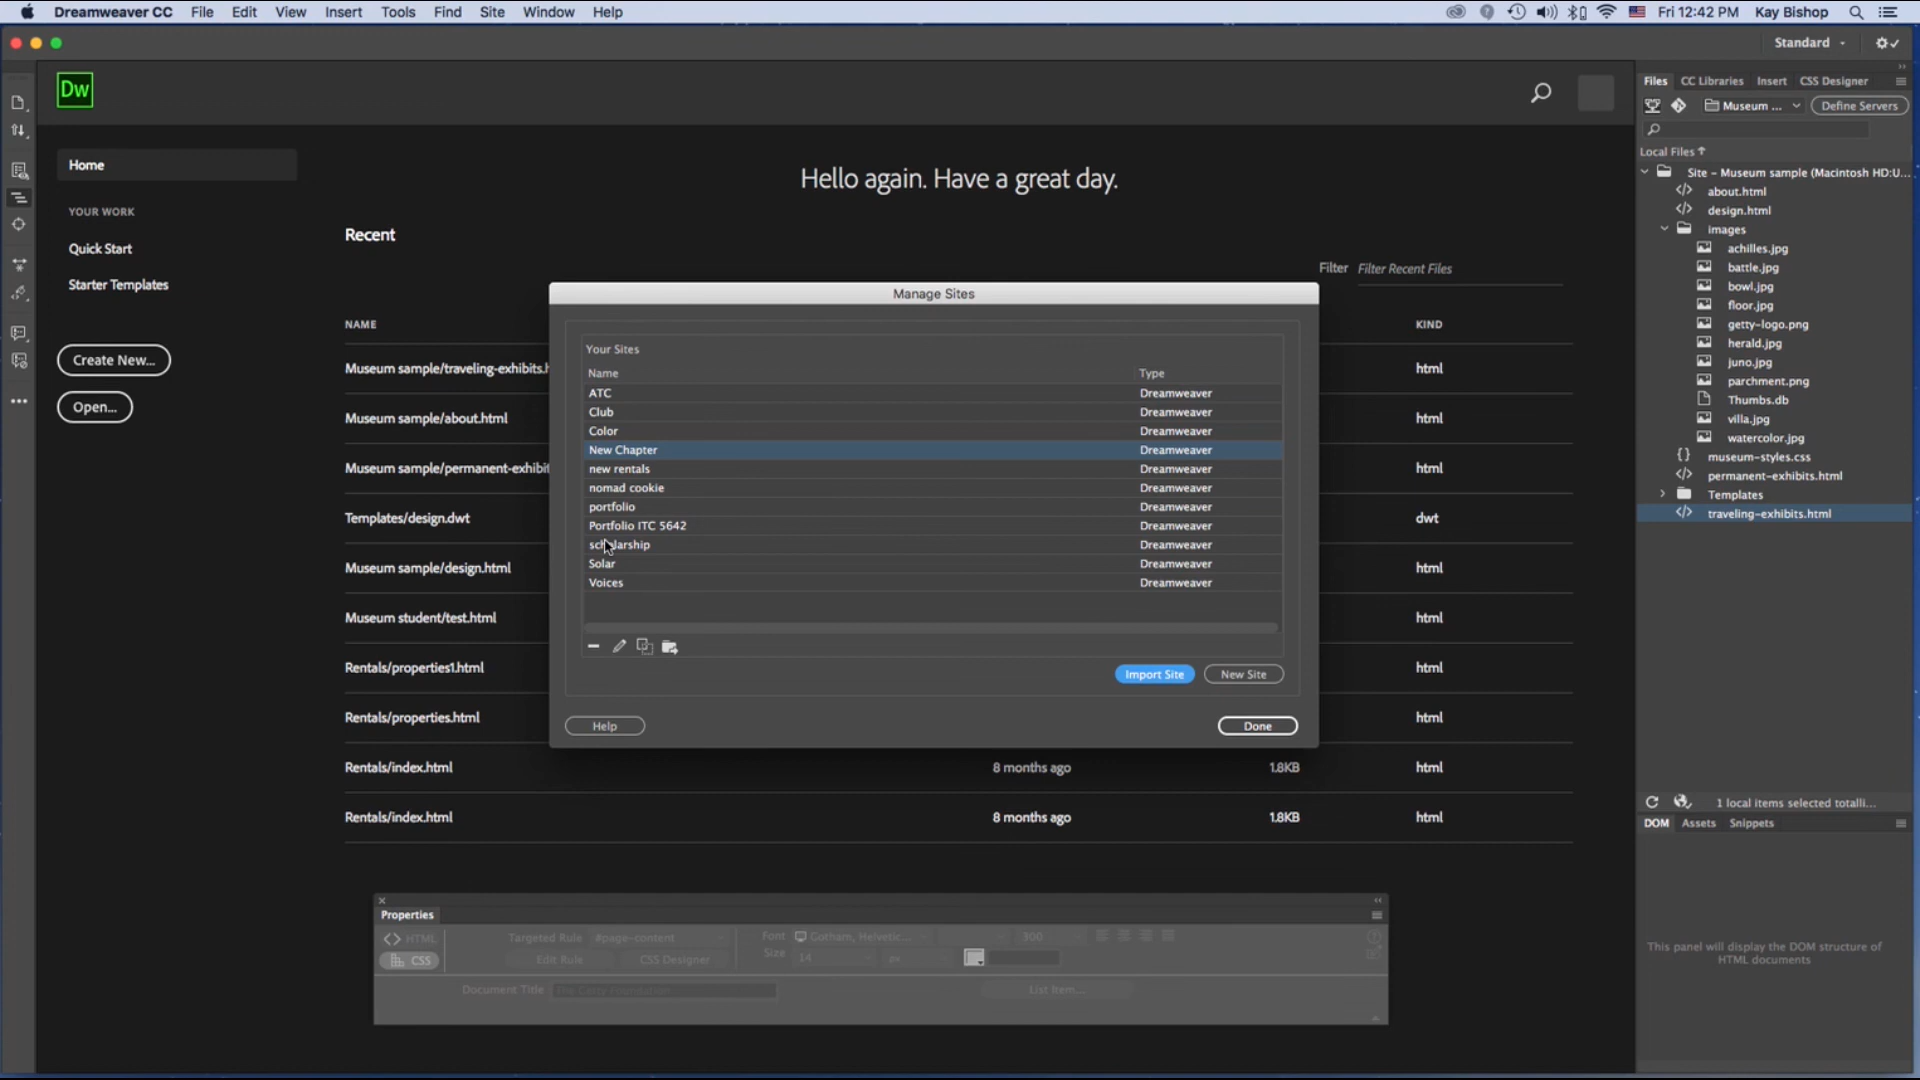 Dreamweaver CC File Edit View Insert Tools Find Site Window Help
Fri 12:42 PM Kay Bishop
Standard
Dw
Home
YOUR WORK
Quick Start
Starter Templates
Create New...
Open...
Hello again. Have a great day.
Recent
Filter Filter Recent Files
NAME KIND
Museum sample/traveling-exhibits.h html
Museum sample/about.html html
Museum sample/permanent-exhibit html
Templates/design.dwt dwt
Museum sample/design.html html
Museum student/test.html html
Rentals/properties1.html html
Rentals/properties.html html
Rentals/index.html 8 months ago 1.8KB html
Rentals/index.html 8 months ago 1.8KB html
Manage Sites
Your Sites
Name Type
ATC Dreamweaver
Club Dreamweaver
Color Dreamweaver
New Chapter Dreamweaver
new rentals Dreamweaver
nomad cookie Dreamweaver
portfolio Dreamweaver
Portfolio ITC 5642 Dreamweaver
scholarship Dreamweaver
Solar Dreamweaver
Voices Dreamweaver
Import Site New Site
Help Done
Properties
HTML Targeted Rule #page-content Font Gotham, Helvetic... 300
CSS Edit Rule CSS Designer Size 14 px
Document Title The Getty Foundation List Item...
Files CC Libraries Insert CSS Designer
Museum ... Define Servers
Local Files
Site - Museum sample (Macintosh HD:U...
about.html
design.html
images
achilles.jpg
battle.jpg
bowl.jpg
floor.jpg
getty-logo.png
herald.jpg
juno.jpg
parchment.png
Thumbs.db
villa.jpg
watercolor.jpg
museum-styles.css
permanent-exhibits.html
Templates
traveling-exhibits.html
1 local items selected totalli...
DOM Assets Snippets
This panel will display the DOM structure of
HTML documents